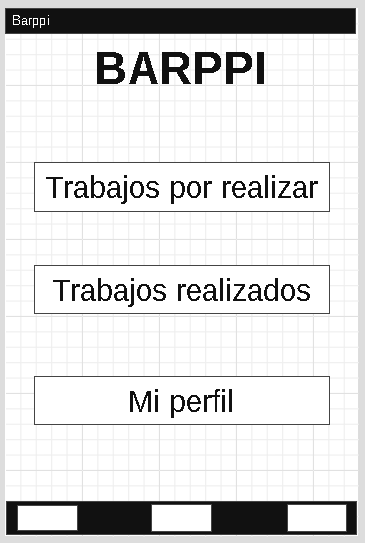 Barppi
BARPPI
Trabajos por realizar
Trabajos realizados
Mi perfil